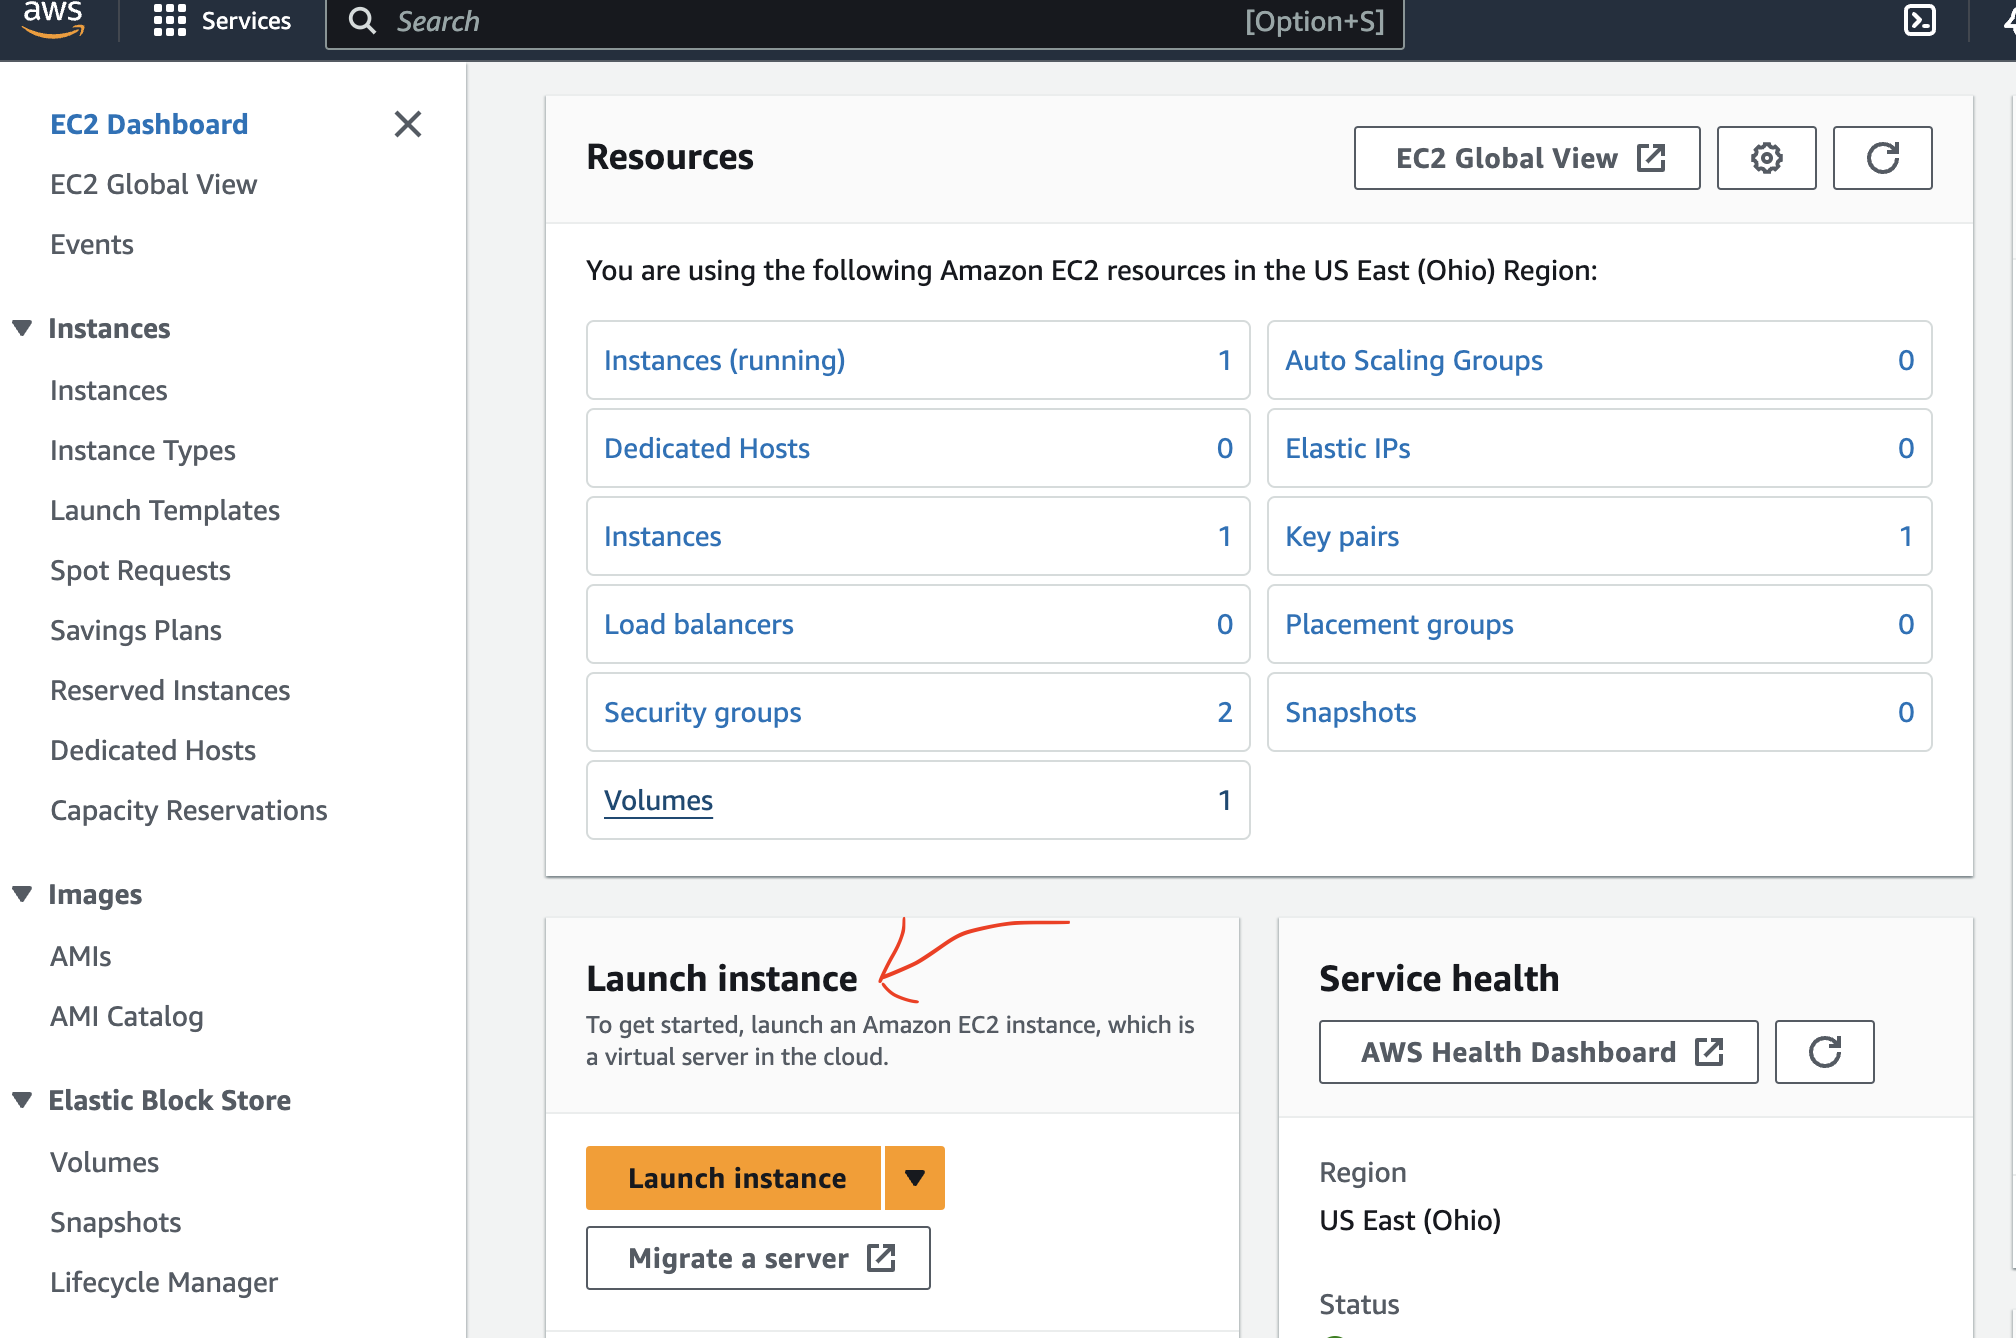 aws
Services
Search
[Option+S]
EC2 Dashboard
EC2 Global View
Events
Instances
Instances
Instance Types
Launch Templates
Spot Requests
Savings Plans
Reserved Instances
Dedicated Hosts
Capacity Reservations
Images
AMIs
AMI Catalog
Elastic Block Store
Volumes
Snapshots
Lifecycle Manager
Resources
EC2 Global View
You are using the following Amazon EC2 resources in the US East (Ohio) Region:
Instances (running) 1
Auto Scaling Groups 0
Dedicated Hosts 0
Elastic IPs 0
Instances 1
Key pairs 1
Load balancers 0
Placement groups 0
Security groups 2
Snapshots 0
Volumes 1
Launch instance
To get started, launch an Amazon EC2 instance, which is
a virtual server in the cloud.
Launch instance
Migrate a server
Service health
AWS Health Dashboard
Region
US East (Ohio)
Status